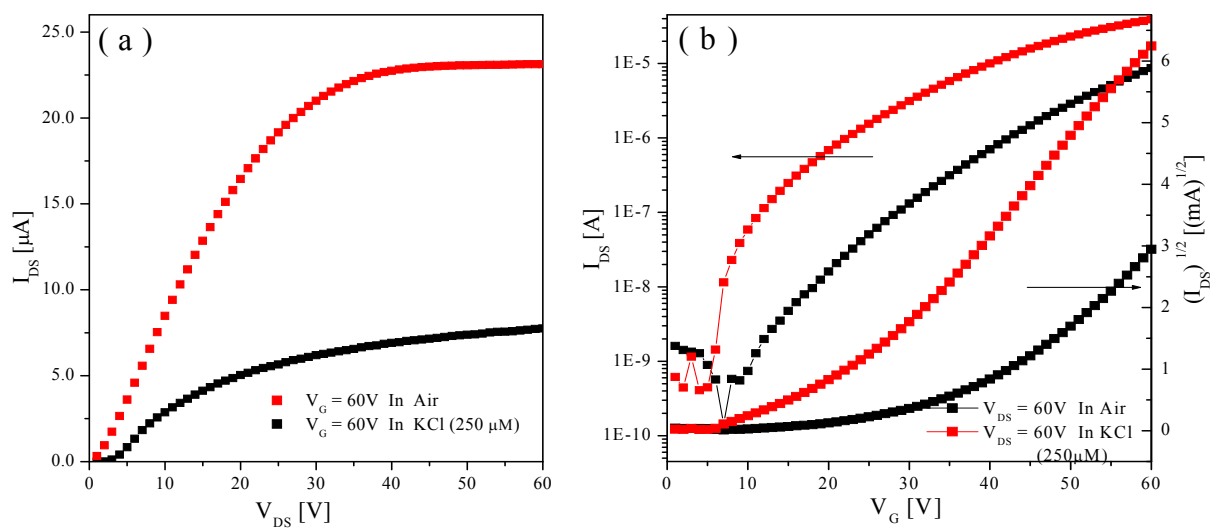 ( a )
25.0
20.0
15.0
10.0
5.0
0.0
I_DS [μA]
V_G = 60V In Air
V_G = 60V In KCl (250 μM)
0 10 20 30 40 50 60
V_DS [V]
( b )
1E-5
1E-6
1E-7
1E-8
1E-9
1E-10
I_DS [A]
6
5
4
3
2
1
0
(I_DS)^1/2 [(mA)^1/2]
V_DS = 60V In Air
V_DS = 60V In KCl
(250μM)
0 10 20 30 40 50 60
V_G [V]